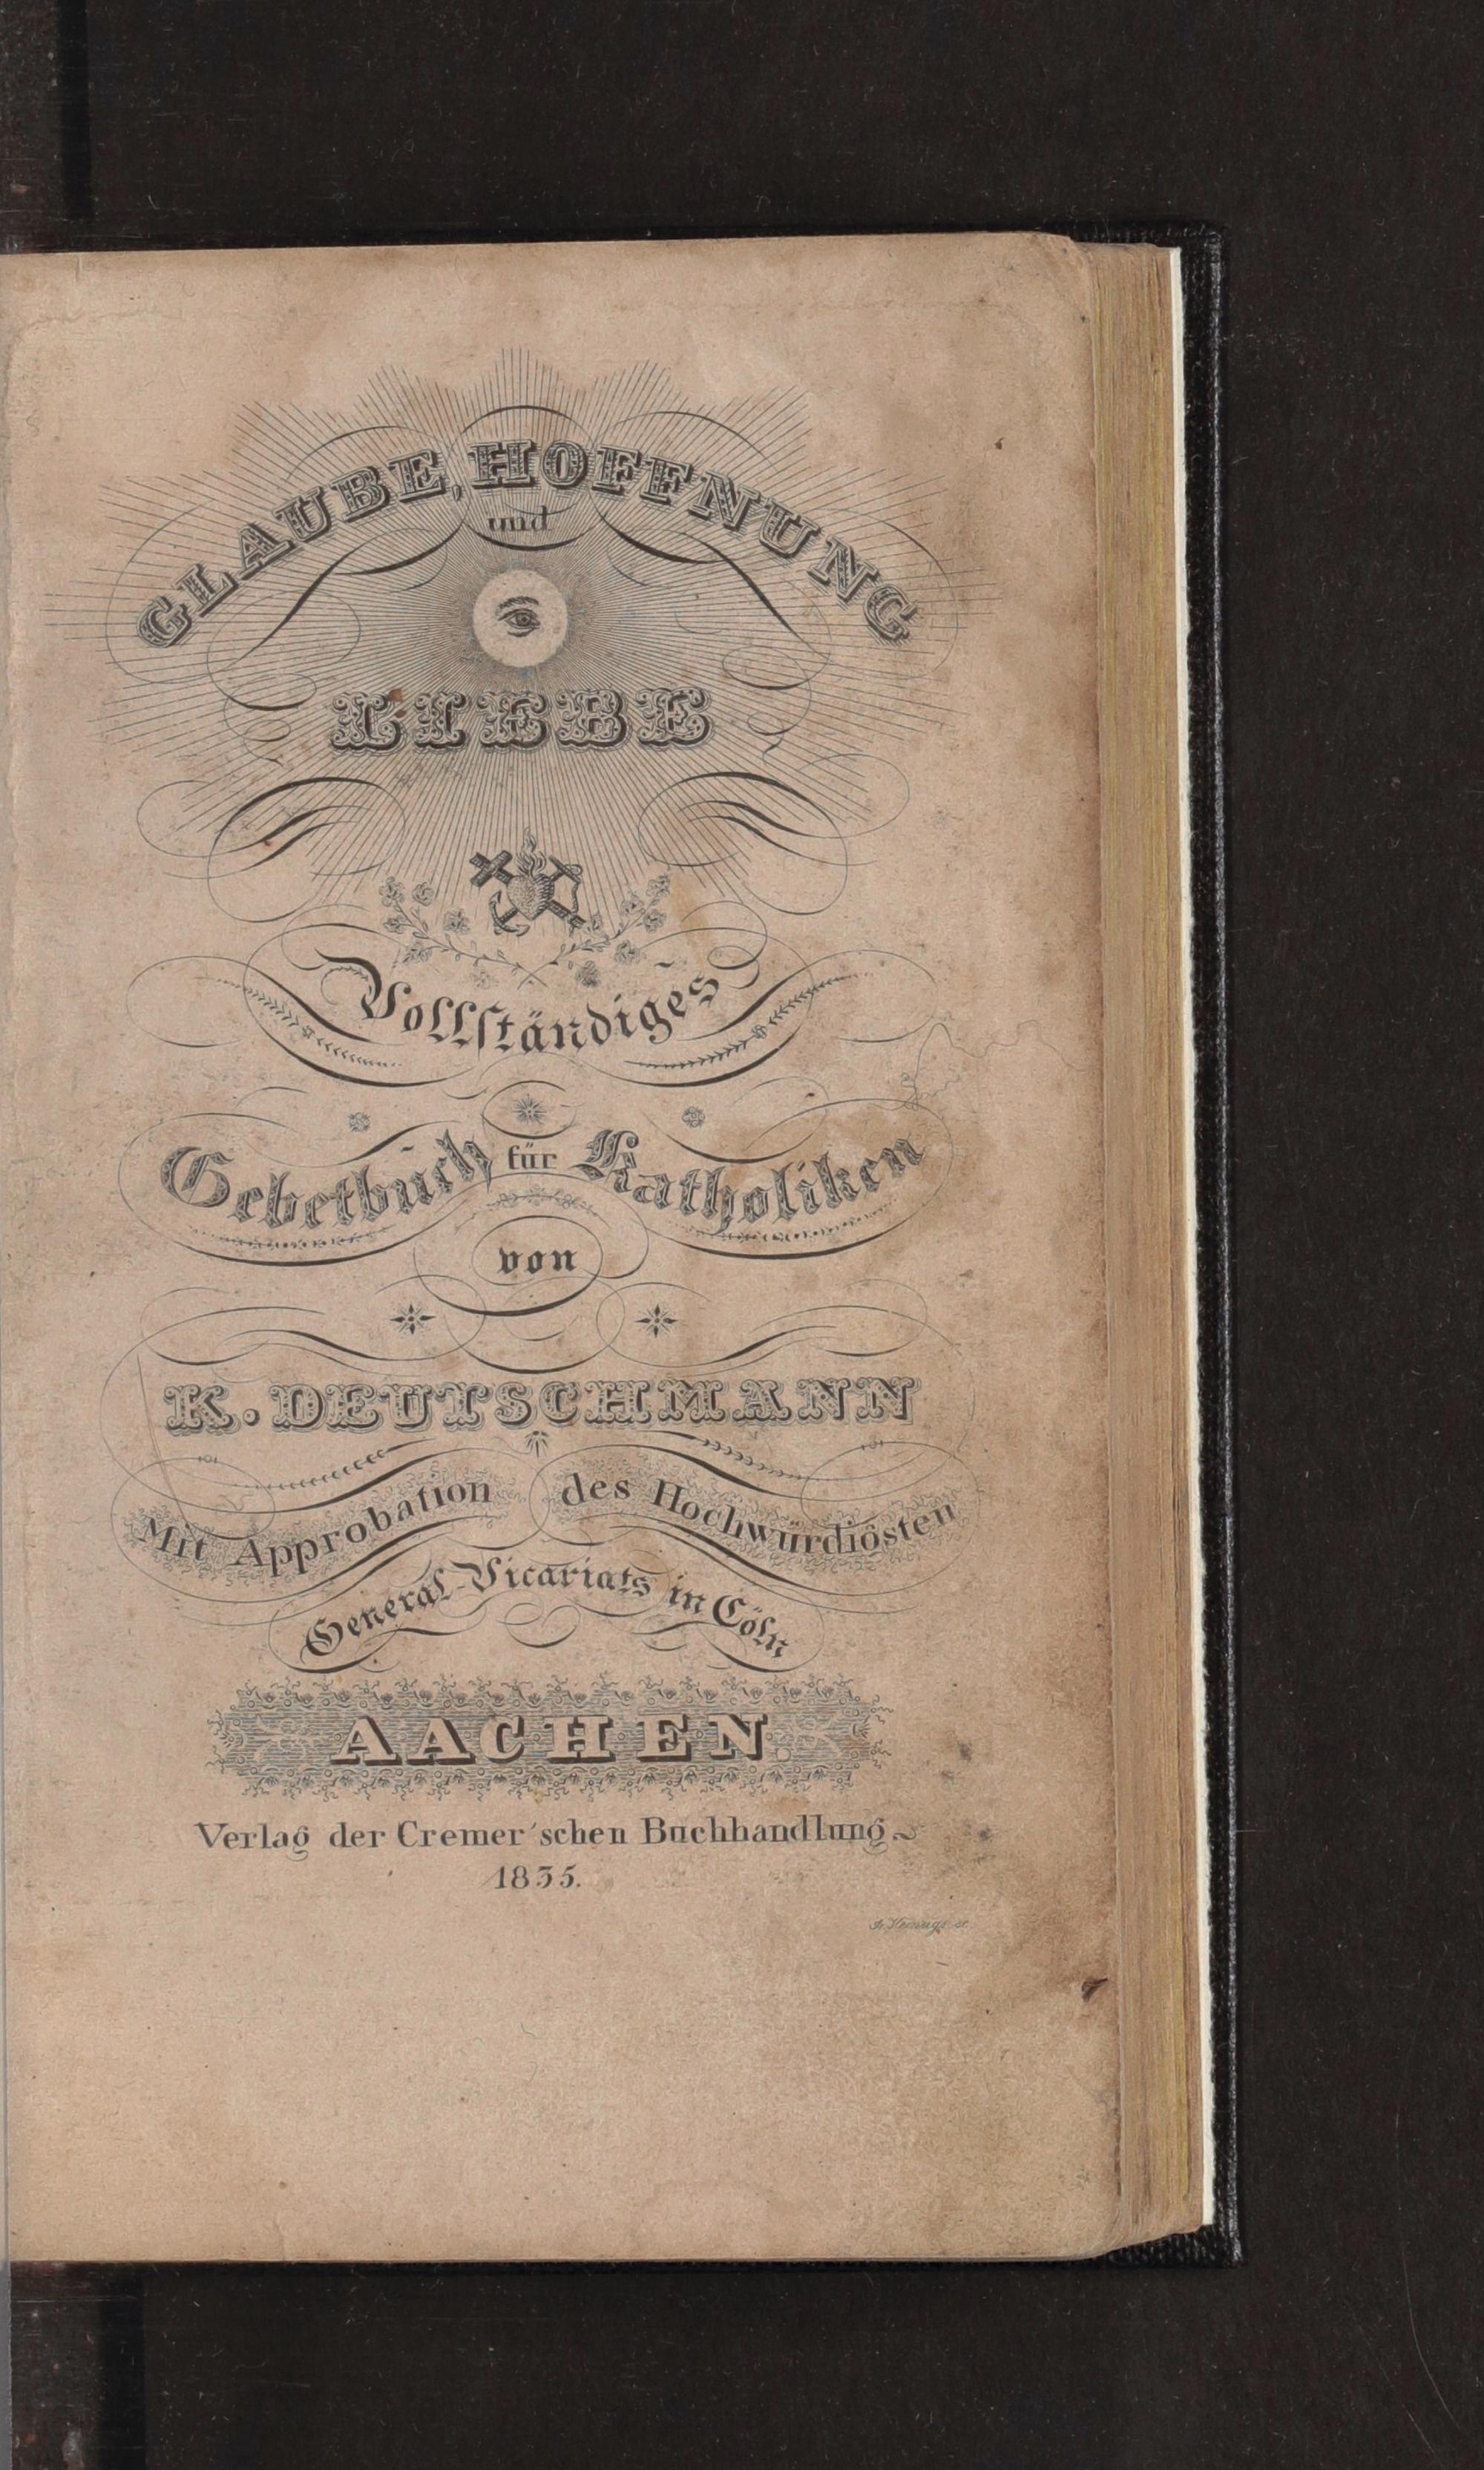 GLAUBE, HOFFNUNG
und
LIEBE
Vollständiges
Gebetbuch für Katholiken
von
K. DEUTSCHMANN
Mit Approbation des Hochwürdigsten
General-Vicariats in Cöln
AACHEN.
Verlag der Cremer'schen Buchhandlung
1835.